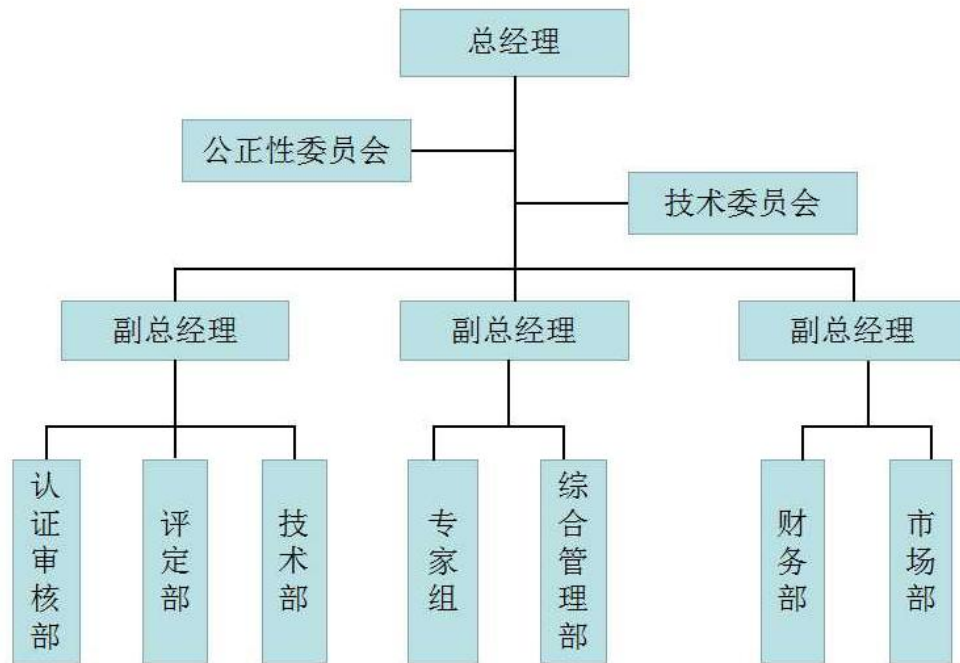 总经理
公正性委员会
技术委员会
副总经理
副总经理
副总经理
认证审核部
评定部
技术部
专家组
综合管理部
财务部
市场部